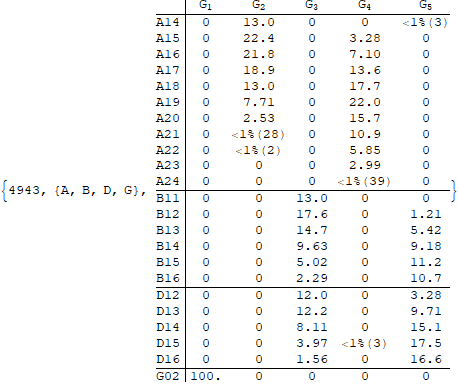 G1 G2 G3 G4 G5
A14 0 13.0 0 0 <1%(3)
A15 0 22.4 0 3.28 0
A16 0 21.8 0 7.10 0
A17 0 18.9 0 13.6 0
A18 0 13.0 0 17.7 0
A19 0 7.71 0 22.0 0
A20 0 2.53 0 15.7 0
A21 0 <1%(28) 0 10.9 0
A22 0 <1%(2) 0 5.85 0
A23 0 0 0 2.99 0
A24 0 0 0 <1%(39) 0
{4943, {A, B, D, G}, B11 0 0 13.0 0 0 }
B12 0 0 17.6 0 1.21
B13 0 0 14.7 0 5.42
B14 0 0 9.63 0 9.18
B15 0 0 5.02 0 11.2
B16 0 0 2.29 0 10.7
D12 0 0 12.0 0 3.28
D13 0 0 12.2 0 9.71
D14 0 0 8.11 0 15.1
D15 0 0 3.97 <1%(3) 17.5
D16 0 0 1.56 0 16.6
G02 100. 0 0 0 0